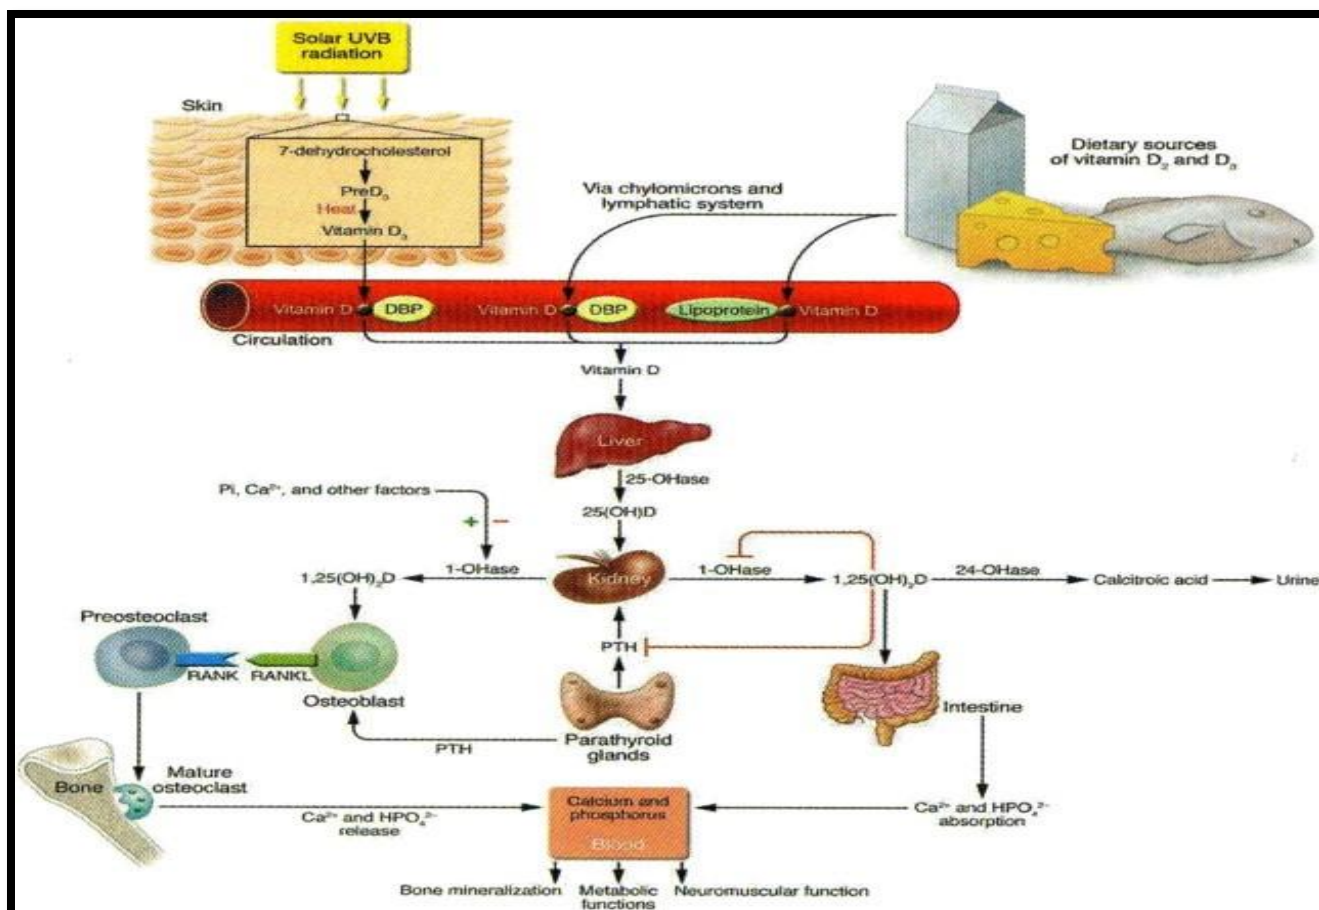 Solar UVB
radiation
Skin
7-dehydrocholesterol
PreD₃
Heat
Vitamin D₃
Via chylomicrons and
lymphatic system
Dietary sources
of vitamin D₂ and D₃
Vitamin D DBP Vitamin D DBP Lipoprotein Vitamin D
Circulation
Vitamin D
Liver
25-OHase
25(OH)D
Pi, Ca²⁺, and other factors
+ −
1,25(OH)₂D 1-OHase Kidney 1-OHase 1,25(OH)₂D 24-OHase Calcitroic acid Urine
Preosteoclast
RANK RANKL
Osteoblast
PTH
Parathyroid
glands
PTH
Intestine
Bone
Mature
osteoclast
Ca²⁺ and HPO₄²⁻
release
Calcium and
phosphorus
Blood
Ca²⁺ and HPO₄²⁻
absorption
Bone mineralization Metabolic
functions Neuromuscular function